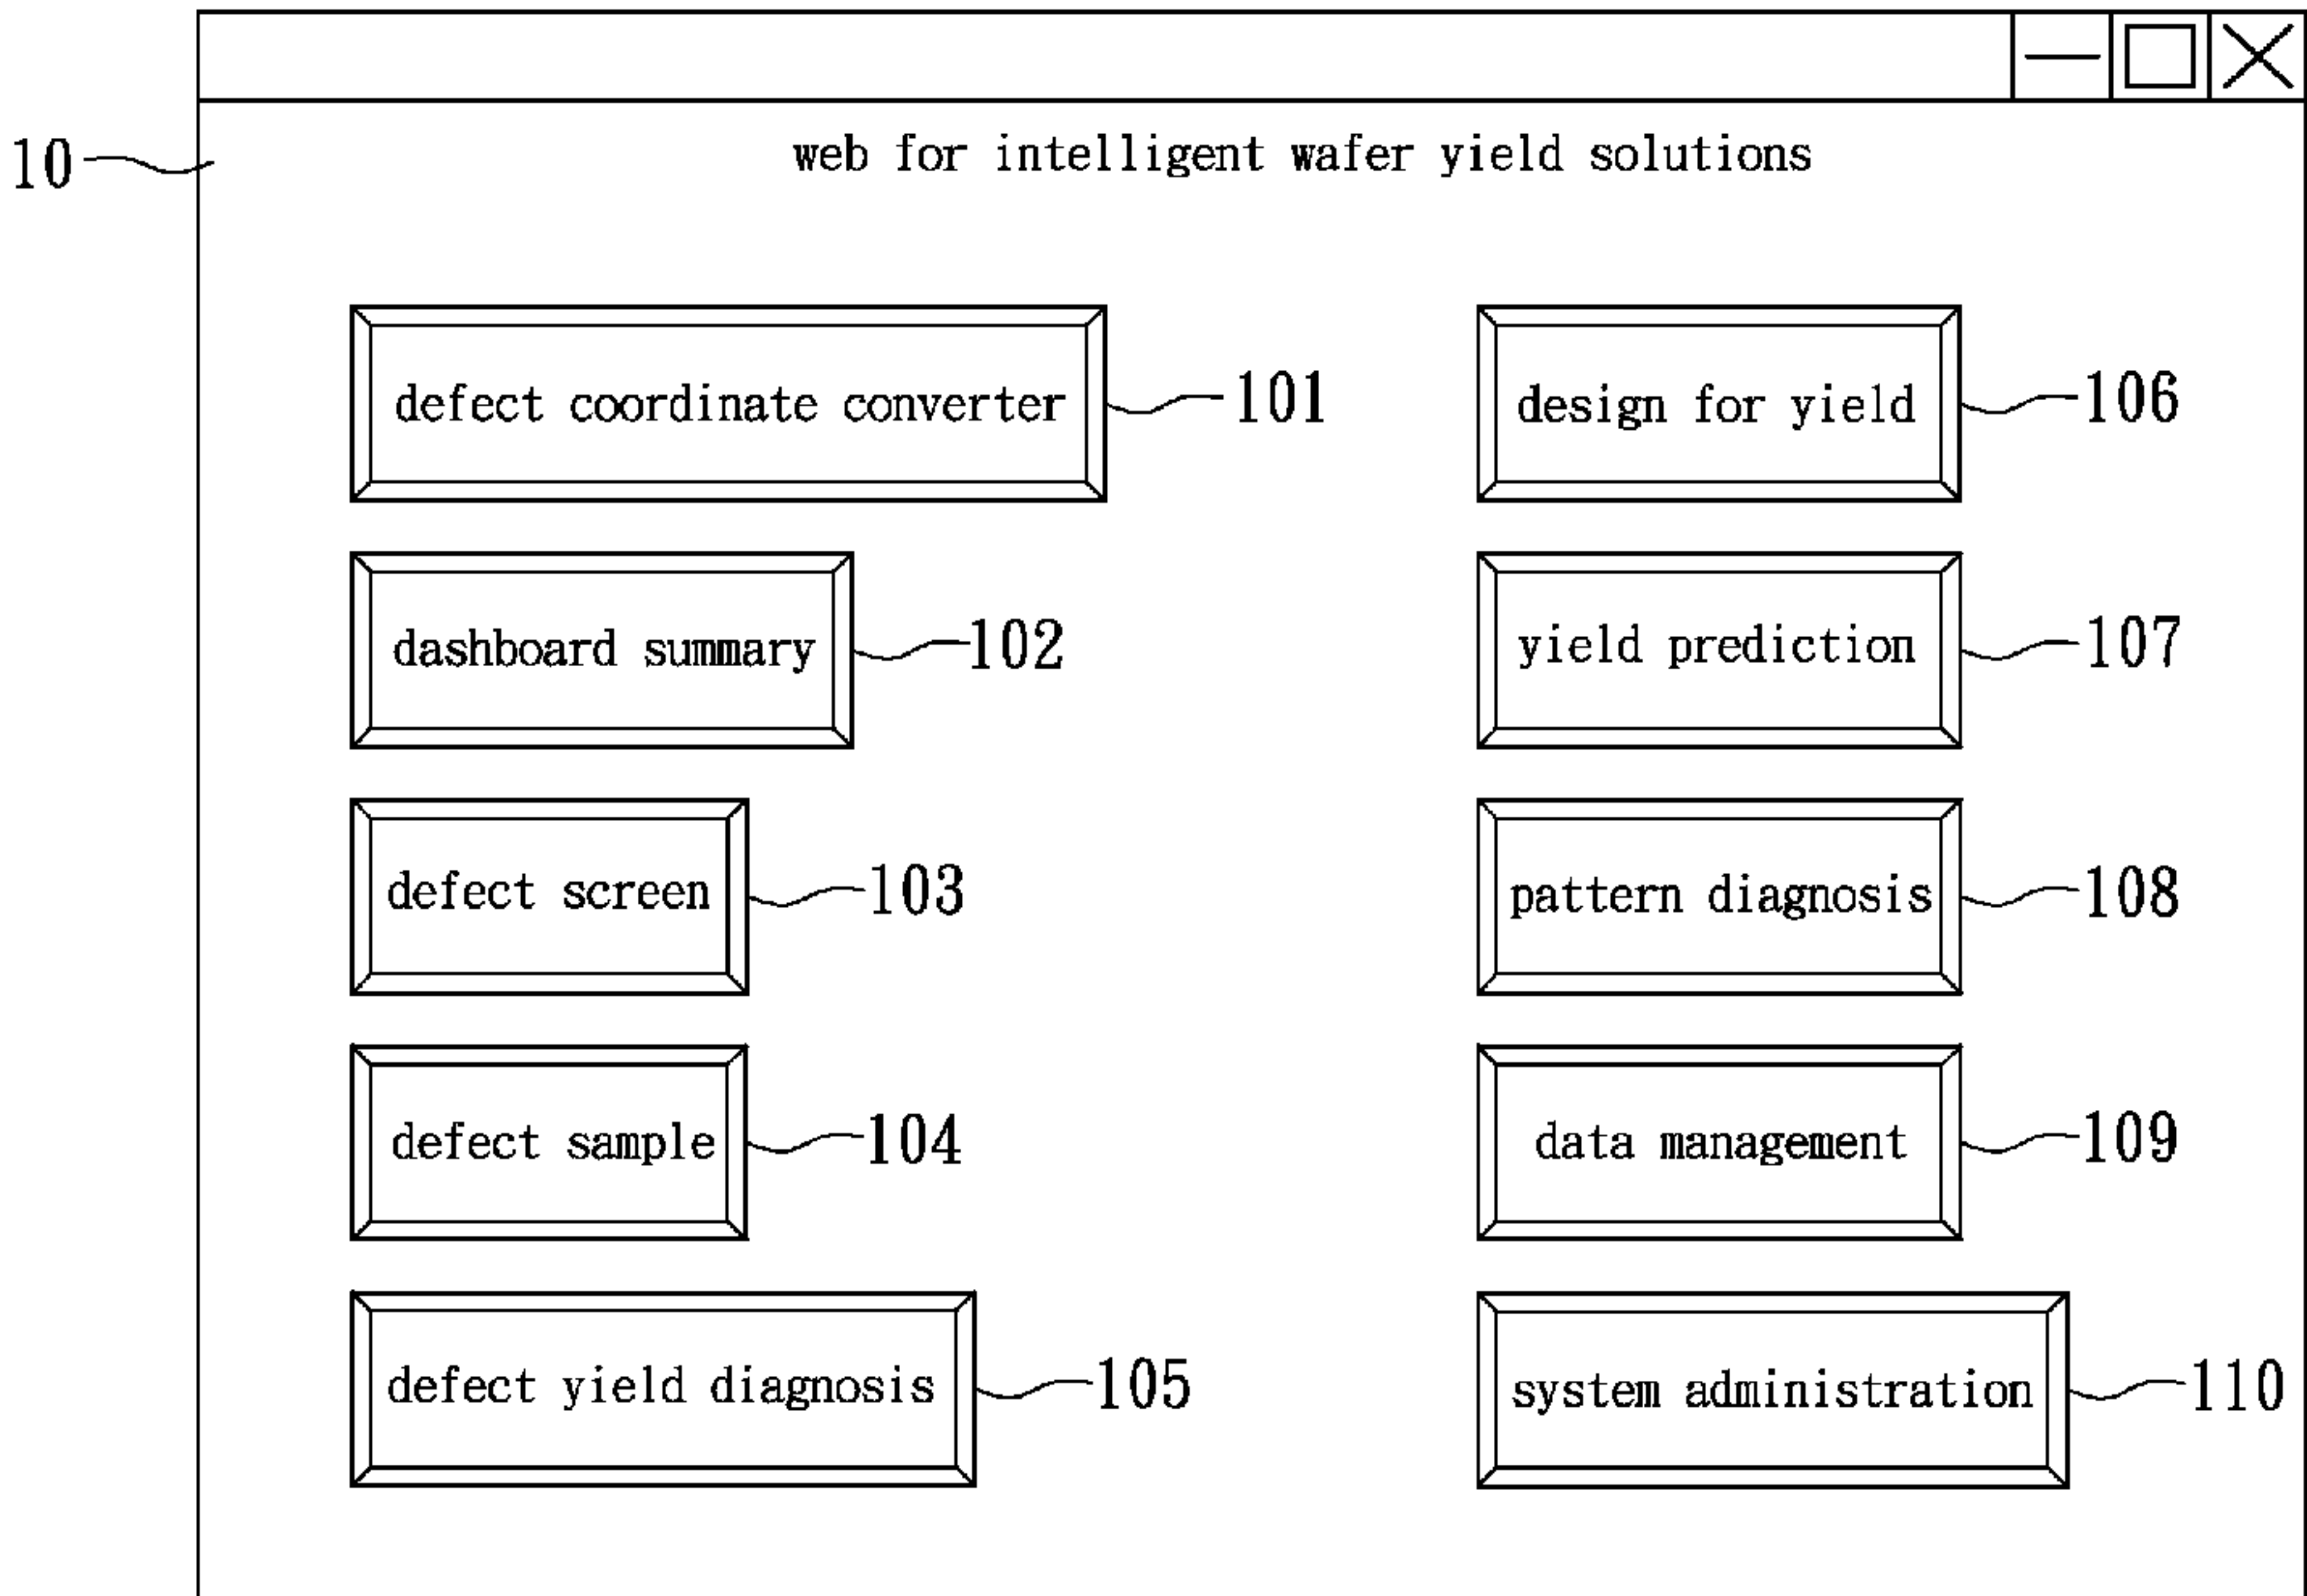 10
web for intelligent wafer yield solutions
defect coordinate converter 101
design for yield 106
dashboard summary 102
yield prediction 107
defect screen 103
pattern diagnosis 108
defect sample 104
data management 109
defect yield diagnosis 105
system administration 110